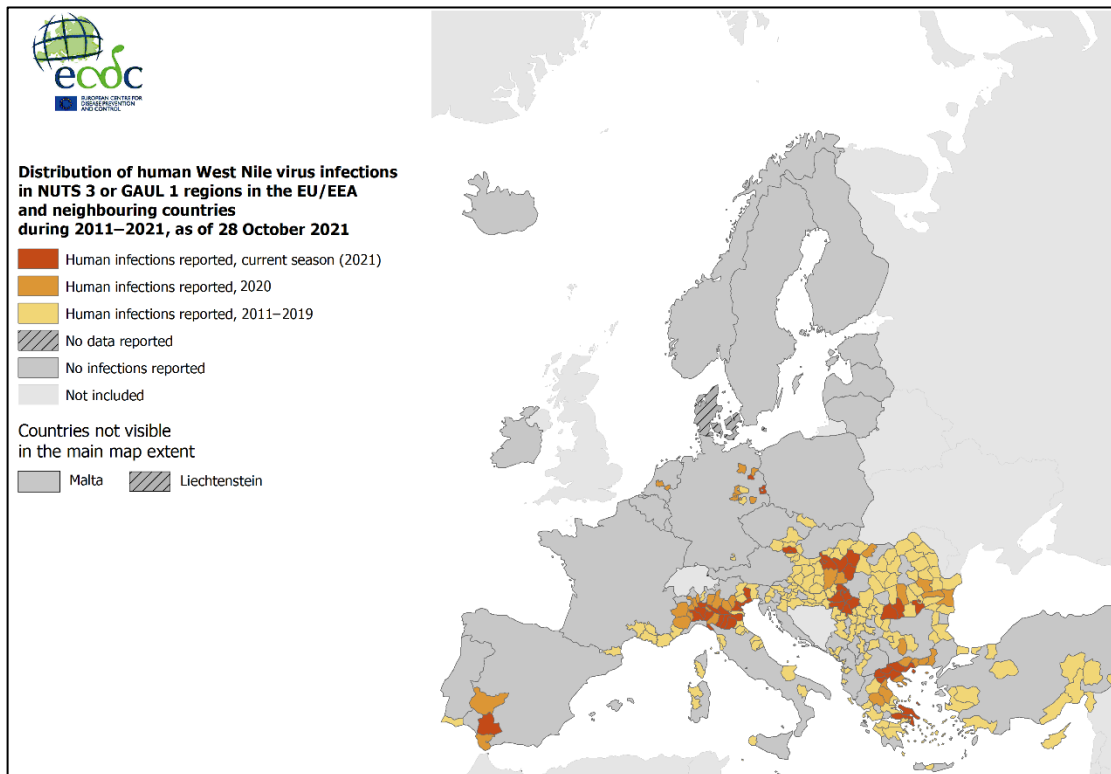 ecdc
EUROPEAN CENTRE FOR
DISEASE PREVENTION
AND CONTROL
Distribution of human West Nile virus infections
in NUTS 3 or GAUL 1 regions in the EU/EEA
and neighbouring countries
during 2011–2021, as of 28 October 2021
Human infections reported, current season (2021)
Human infections reported, 2020
Human infections reported, 2011–2019
No data reported
No infections reported
Not included
Countries not visible
in the main map extent
Malta Liechtenstein